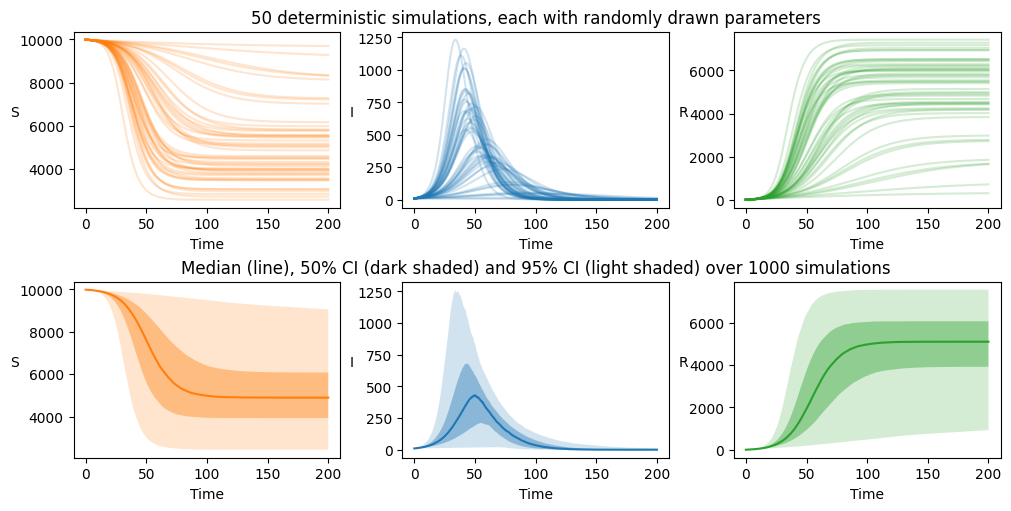 50 deterministic simulations, each with randomly drawn parameters
10000
8000
6000
4000
S
0 50 100 150 200
Time
1250
1000
750
500
250
0
I
0 50 100 150 200
Time
6000
4000
2000
0
R
0 50 100 150 200
Time
Median (line), 50% CI (dark shaded) and 95% CI (light shaded) over 1000 simulations
10000
8000
6000
4000
S
0 50 100 150 200
Time
1250
1000
750
500
250
0
I
0 50 100 150 200
Time
6000
4000
2000
0
R
0 50 100 150 200
Time